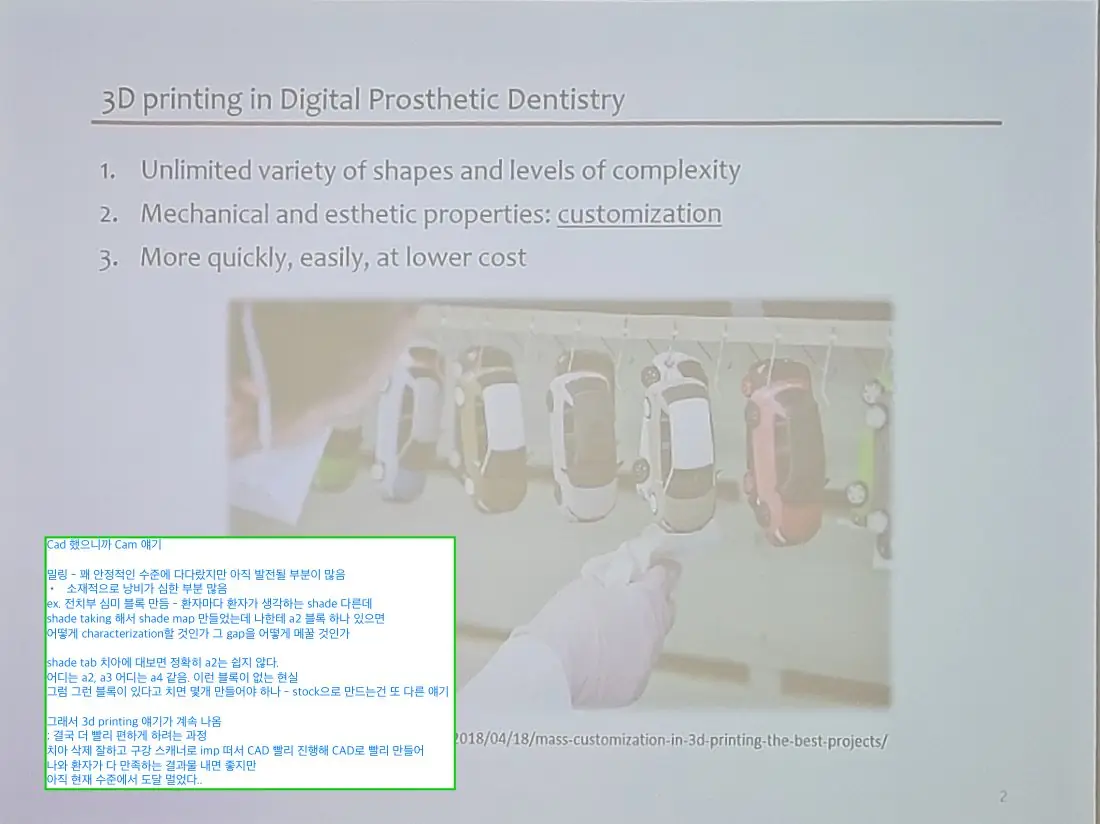 3D printing in Digital Prosthetic Dentistry
1. Unlimited variety of shapes and levels of complexity
2. Mechanical and esthetic properties: customization
3. More quickly, easily, at lower cost
2018/04/18/mass-customization-in-3d-printing-the-best-projects/
Cad 했으니까 Cam 얘기
밀링 - 꽤 안정적인 수준에 다다랐지만 아직 발전될 부분이 많음
• 소재적으로 낭비가 심한 부분 많음
ex. 전치부 심미 블록 만듬 - 환자마다 환자가 생각하는 shade 다른데
shade taking 해서 shade map 만들었는데 나한테 a2 블록 하나 있으면
어떻게 characterization할 것인가 그 gap을 어떻게 메꿀 것인가
shade tab 치아에 대보면 정확히 a2는 쉽지 않다.
어디는 a2, a3 어디는 a4 같음. 이런 블록이 없는 현실
그럼 그런 블록이 있다고 치면 몇개 만들어야 하나 - stock으로 만드는건 또 다른 얘기
그래서 3d printing 얘기가 계속 나옴
: 결국 더 빨리 편하게 하려는 과정
치아 삭제 잘하고 구강 스캐너로 imp 떠서 CAD 빨리 진행해 CAD로 빨리 만들어
나와 환자가 다 만족하는 결과물 내면 좋지만
아직 현재 수준에서 도달 멀었다..
2